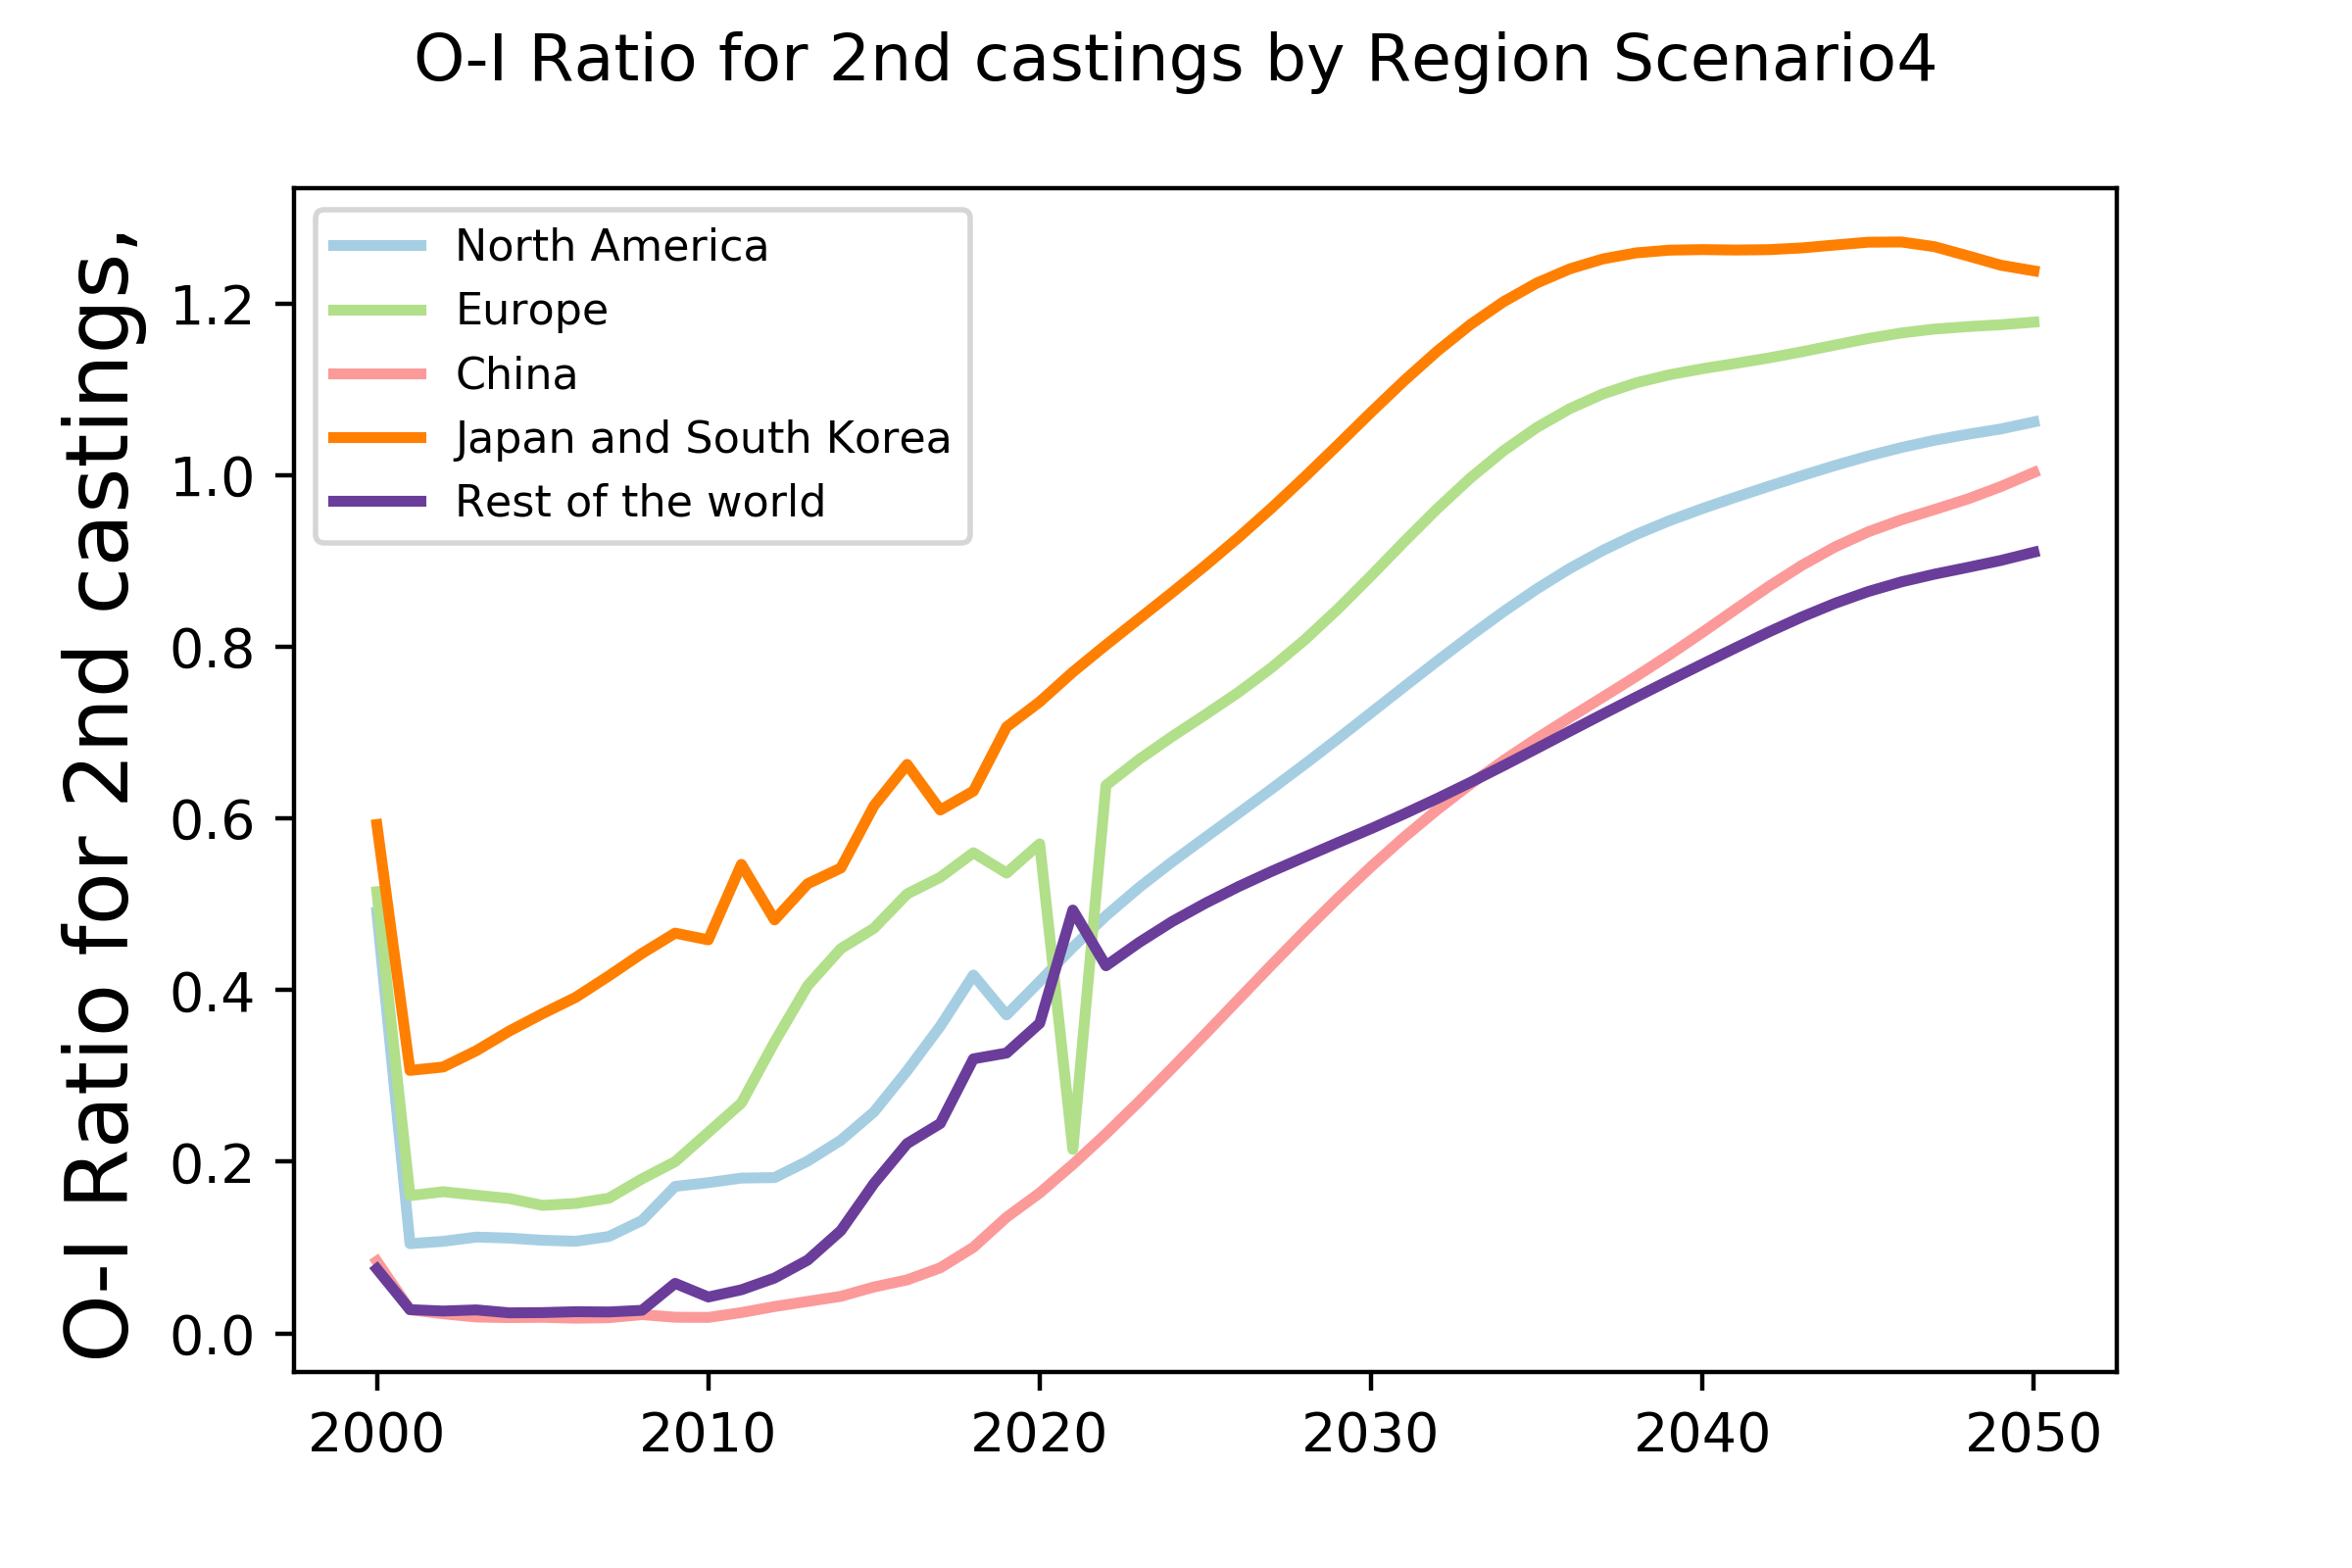 O-I Ratio for 2nd castings by Region Scenario4
O-I Ratio for 2nd castings,
North America
Europe
China
Japan and South Korea
Rest of the world
1.2
1.0
0.8
0.6
0.4
0.2
0.0
2000 2010 2020 2030 2040 2050